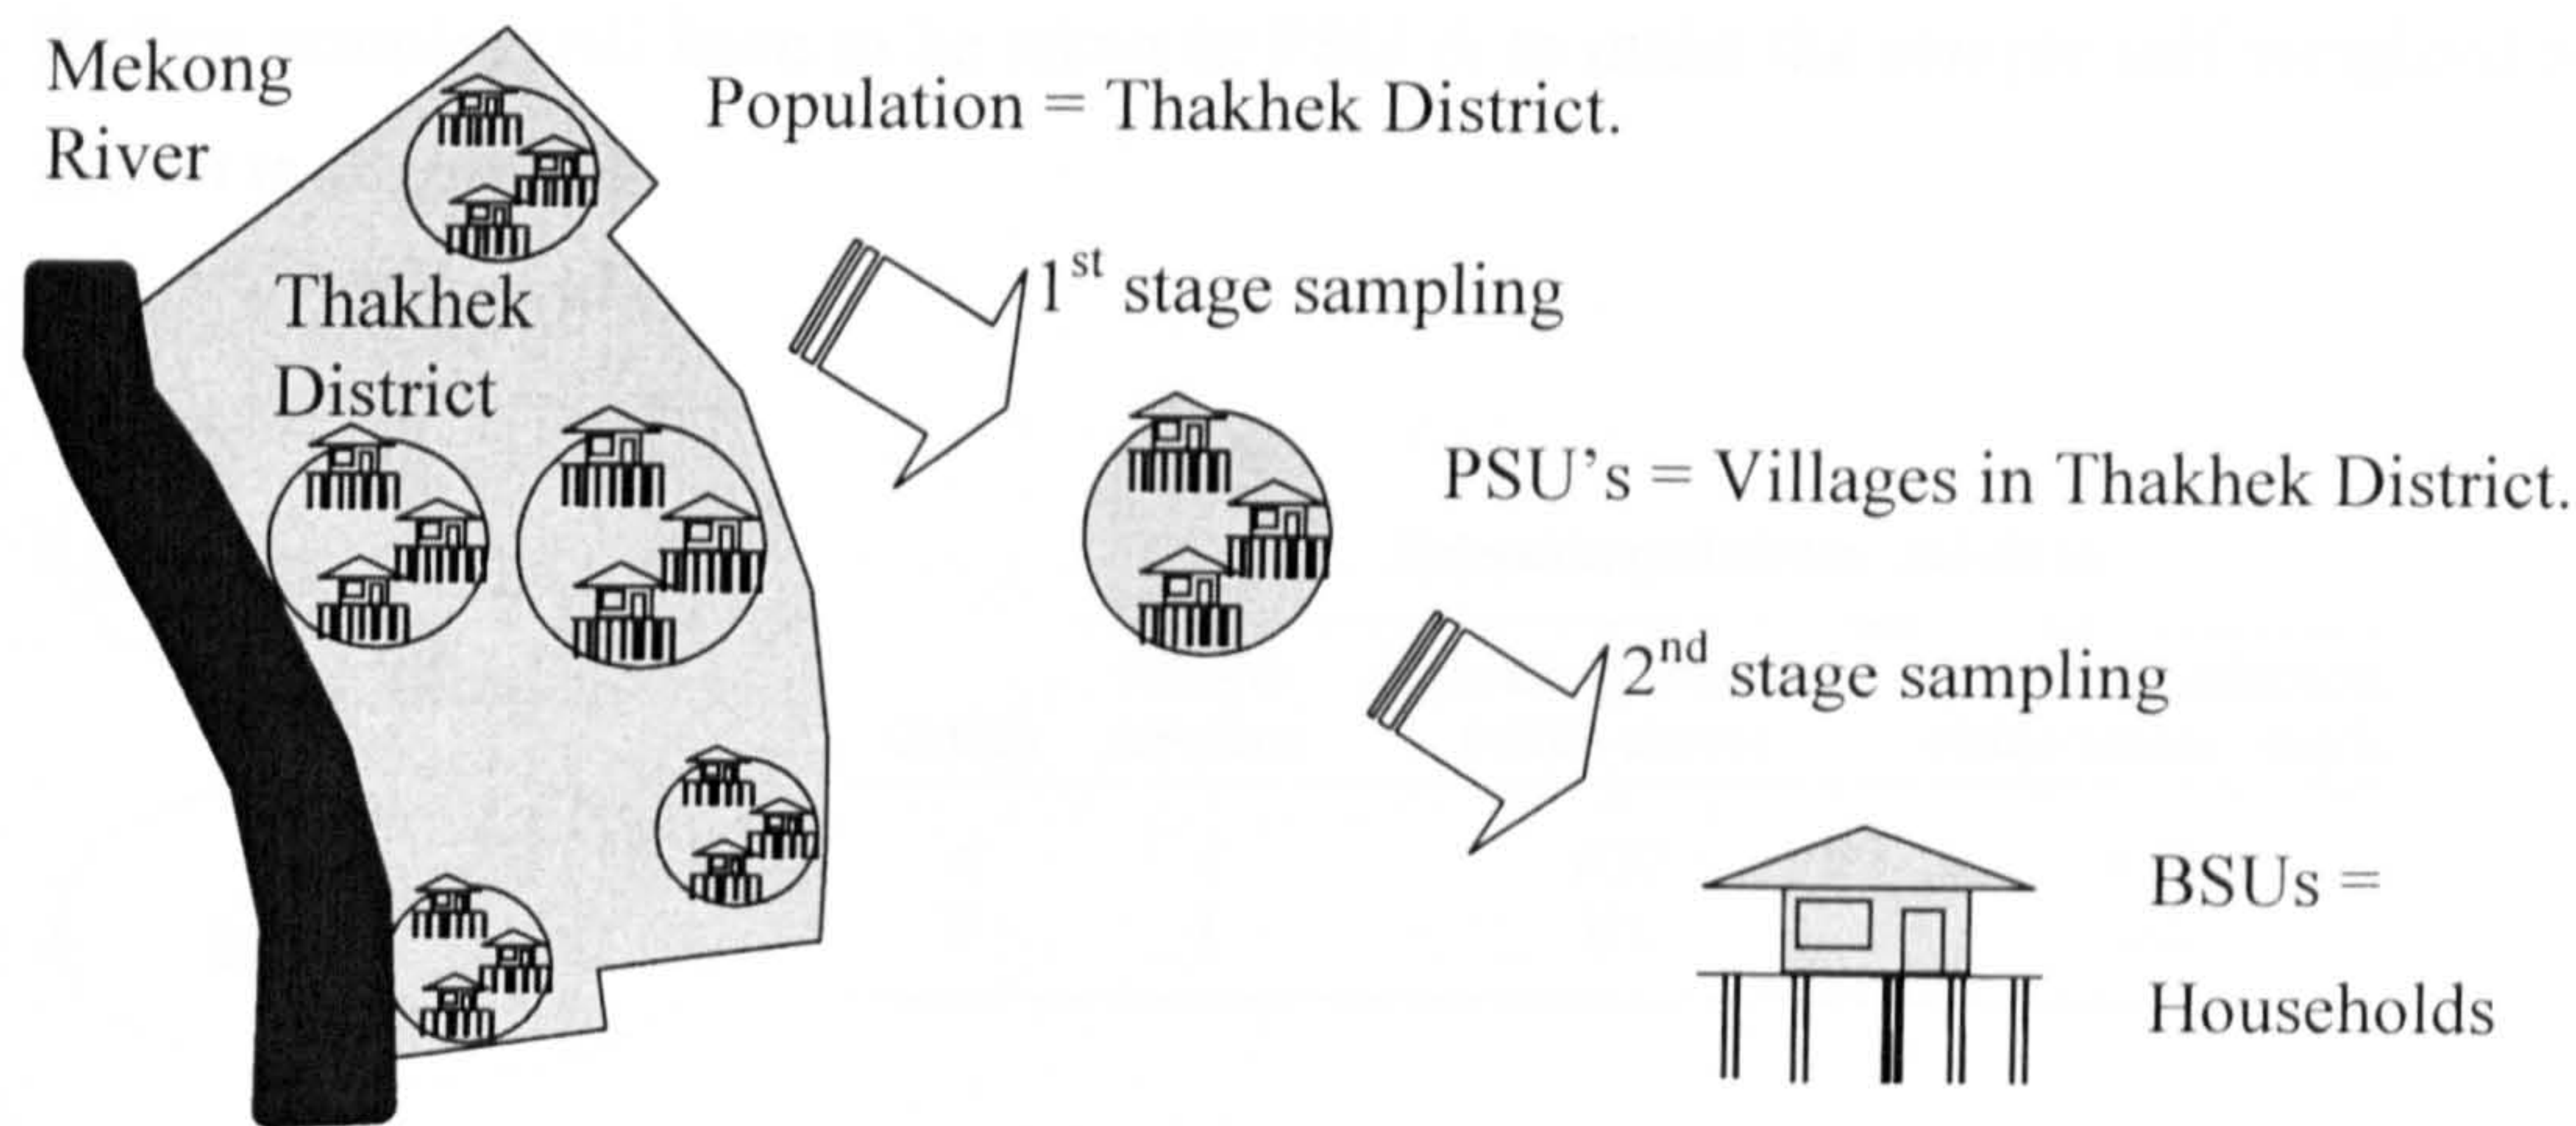 Mekong
River
Population = Thakhek District.
Thakhek
District
1st stage sampling
PSU's = Villages in Thakhek District.
2nd stage sampling
BSUs =
Households